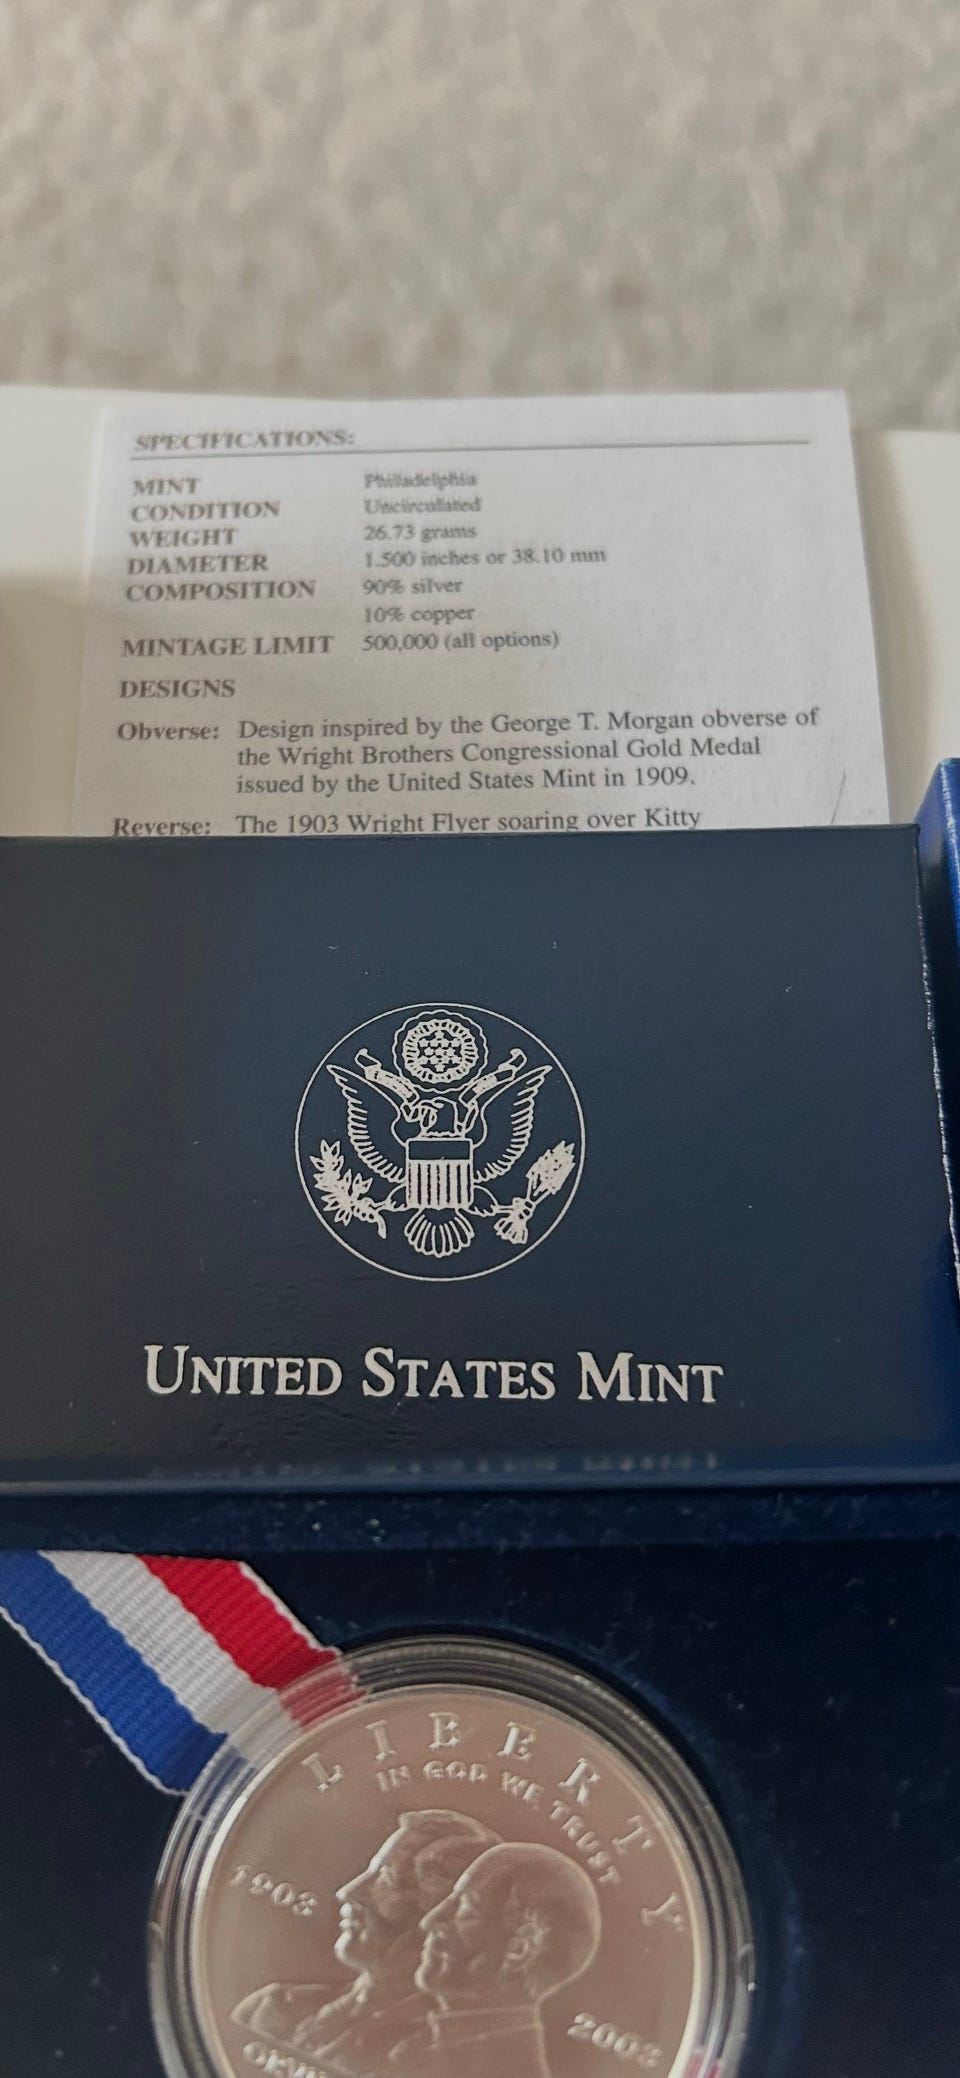 SPECIFICATIONS:
MINT Philadelphia
CONDITION Uncirculated
WEIGHT 26.73 grams
DIAMETER 1.500 inches or 38.10 mm
COMPOSITION 90% silver
10% copper
MINTAGE LIMIT 500,000 (all options)
DESIGNS
Obverse: Design inspired by the George T. Morgan obverse of
the Wright Brothers Congressional Gold Medal
issued by the United States Mint in 1909.
Reverse: The 1903 Wright Flyer soaring over Kitty
UNITED STATES MINT
LIBERTY
IN GOD WE TRUST
1903
2003